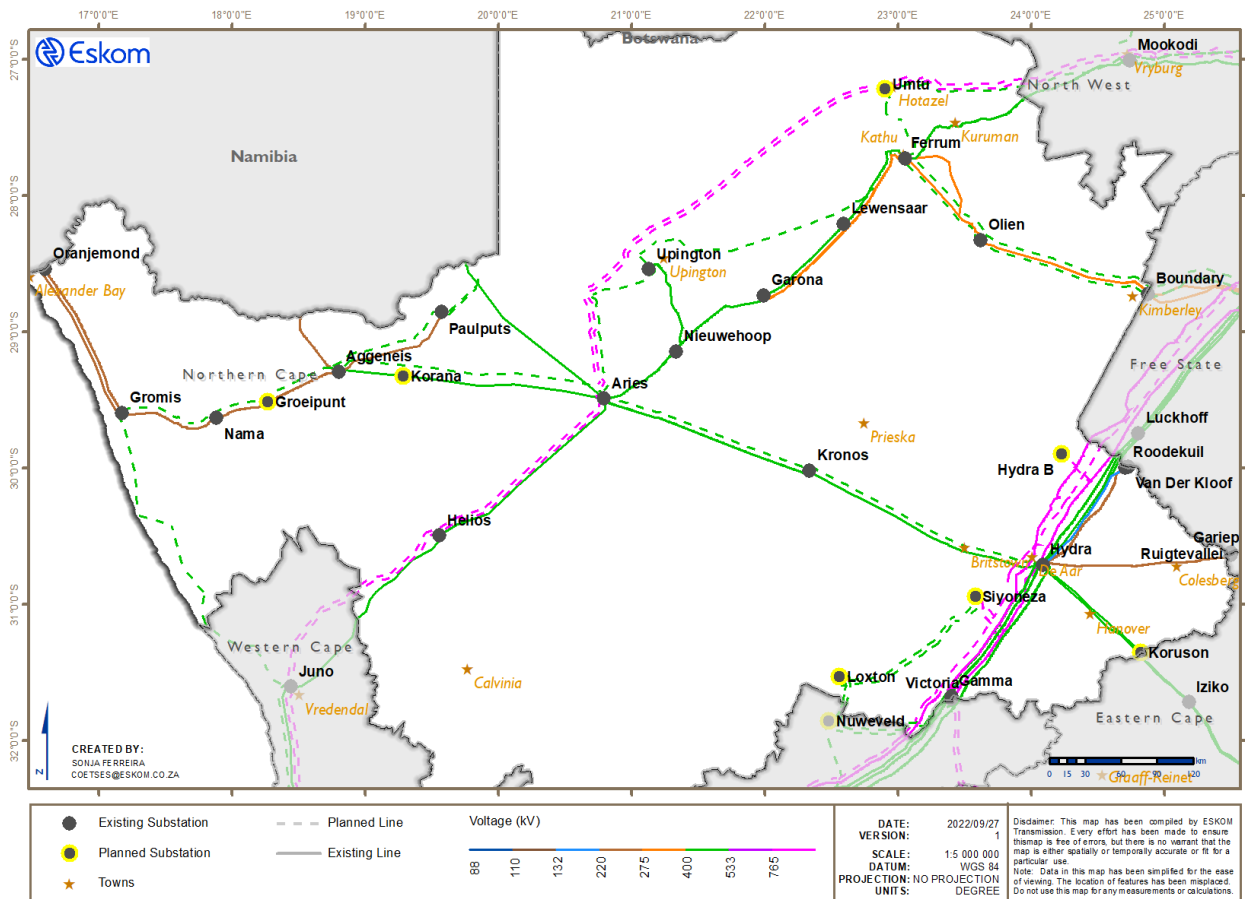 17°0'0"E
18°0'0"E
19°0'0"E
20°0'0"E
21°0'0"E
22°0'0"E
23°0'0"E
24°0'0"E
25°0'0"E
27°0'0"S
28°0'0"S
29°0'0"S
30°0'0"S
31°0'0"S
32°0'0"S
Eskom
Botswana
Mookodi
Vryburg
North West
Umtu
Hotazel
Kuruman
Kathu
Ferrum
Namibia
Lewensaar
Olien
Oranjemond
Alexander Bay
Upington
Upington
Garona
Boundary
Kimberley
Paulputs
Nieuwehoop
Aggeneis
Northern Cape
Korana
Aries
Free State
Gromis
Groeipunt
Nama
Luckhoff
Prieska
Kronos
Roodekuil
Hydra B
Van Der Kloof
Helios
Hydra
Gariep
Ruigtevallei
Britstown
De Aar
Colesberg
Siyoneza
Hanover
Western Cape
Koruson
Juno
Calvinia
Loxton
Victoria
Gamma
Iziko
Vredendal
Nuweveld
Eastern Cape
Graaff-Reinet
N
CREATED BY:
SONJA FERREIRA
COETSES@ESKOM.CO.ZA
km
0 15 30 60 90 120
Existing Substation
Planned Substation
Towns
Planned Line
Existing Line
Voltage (kV)
88
110
132
220
275
400
533
765
DATE: 2022/09/27
VERSION: 1
SCALE: 1:5 000 000
DATUM: WGS 84
PROJECTION: NO PROJECTION
UNITS: DEGREE
Disclaimer: This map has been compiled by ESKOM
Transmission. Every effort has been made to ensure
thismap is free of errors, but there is no warrant that the
map is either spatially or temporally accurate or fit for a
particular use.
Note: Data in this map has been simplified for the ease
of viewing. The location of features has been misplaced.
Do not use this map for any measurements or calculations.